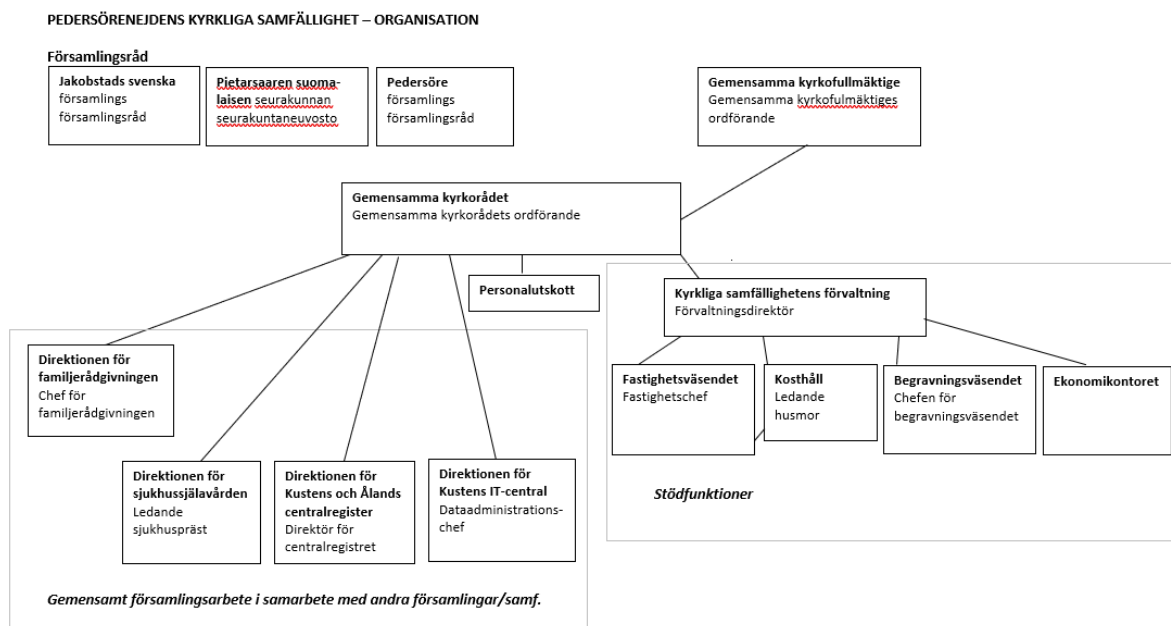 PEDERSÖRENEJDENS KYRKLIGA SAMFÄLLIGHET – ORGANISATION
Församlingsråd
Jakobstads svenska
församlings
församlingsråd
Pietarsaaren suoma-
laisen seurakunnan
seurakuntaneuvosto
Pedersöre
församlings
församlingsråd
Gemensamma kyrkofullmäktige
Gemensamma kyrkofulmäktiges
ordförande
Gemensamma kyrkorådet
Gemensamma kyrkorådets ordförande
Personalutskott
Kyrkliga samfällighetens förvaltning
Förvaltningsdirektör
Direktionen för
familjerådgivningen
Chef för
familjerådgivningen
Fastighetsväsendet
Fastighetschef
Kosthåll
Ledande
husmor
Begravningsväsendet
Chefen för
begravningsväsendet
Ekonomikontoret
Direktionen för
sjukhussjälavården
Ledande
sjukhuspräst
Direktionen för
Kustens och Ålands
centralregister
Direktör för
centralregistret
Direktionen för
Kustens IT-central
Dataadministrations-
chef
Stödfunktioner
Gemensamt församlingsarbete i samarbete med andra församlingar/samf.